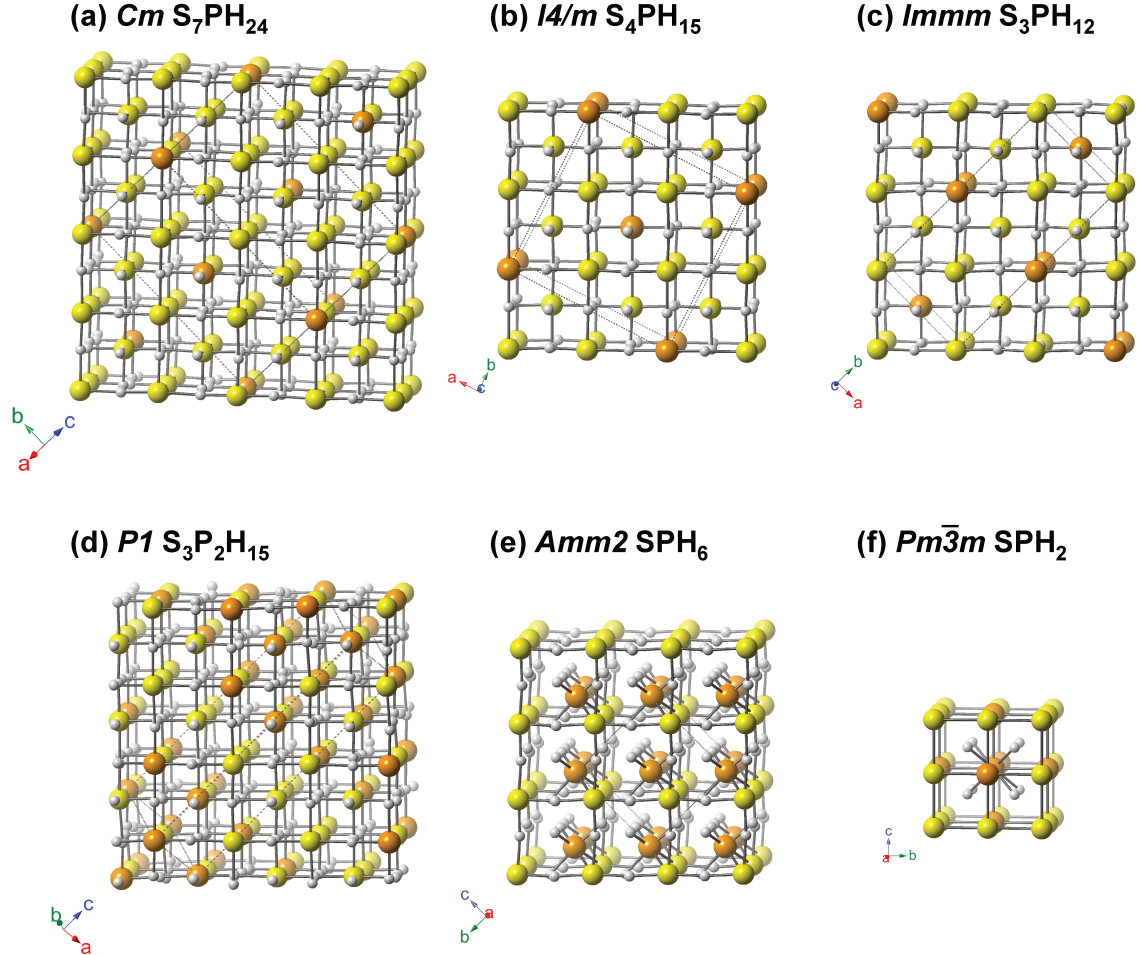 (a) Cm S₇PH₂₄
(b) I4/m S₄PH₁₅
(c) Immm S₃PH₁₂
b
c
a
a
b
c
c
b
a
(d) P1 S₃P₂H₁₅
(e) Amm2 SPH₆
(f) Pm3̅m SPH₂
b
c
a
c
a
b
c
a
b